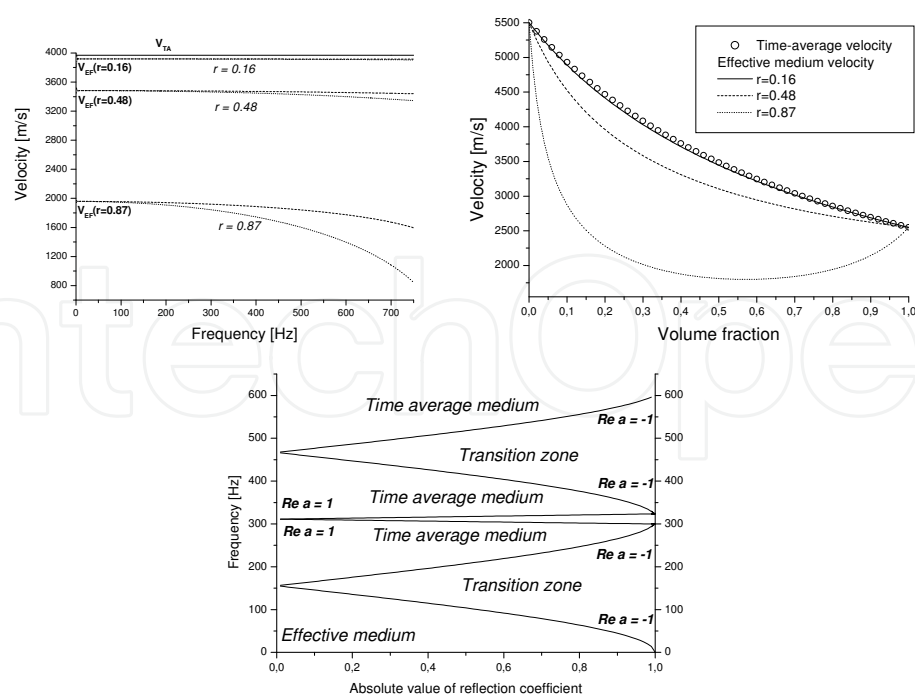 V_TA
4000
3600
3200
2800
2400
2000
1600
1200
800
V_EF(r=0.16)
r = 0.16
V_EF(r=0.48)
r = 0.48
V_EF(r=0.87)
r = 0.87
Velocity [m/s]
0 100 200 300 400 500 600 700
Frequency [Hz]
5500
5000
4500
4000
3500
3000
2500
2000
Velocity [m/s]
Time-average velocity
Effective medium velocity
r=0.16
r=0.48
r=0.87
0,0 0,1 0,2 0,3 0,4 0,5 0,6 0,7 0,8 0,9 1,0
Volume fraction
600
500
400
300
200
100
0
Frequency [Hz]
Time average medium
Re a = -1
Transition zone
Re a = -1
Re a = 1
Time average medium
Re a = 1
Time average medium
Re a = -1
Transition zone
Re a = -1
Effective medium
600
500
400
300
200
100
0
0,0 0,2 0,4 0,6 0,8 1,0
Absolute value of reflection coefficient